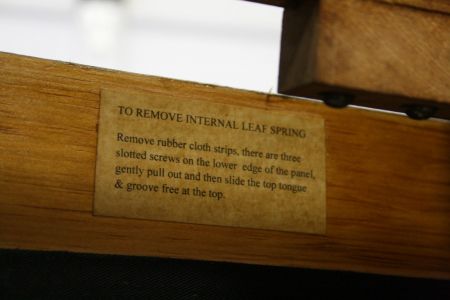 TO REMOVE INTERNAL LEAF SPRING
Remove rubber cloth strips, there are three
slotted screws on the lower edge of the panel,
gently pull out and then slide the top tongue
& groove free at the top.